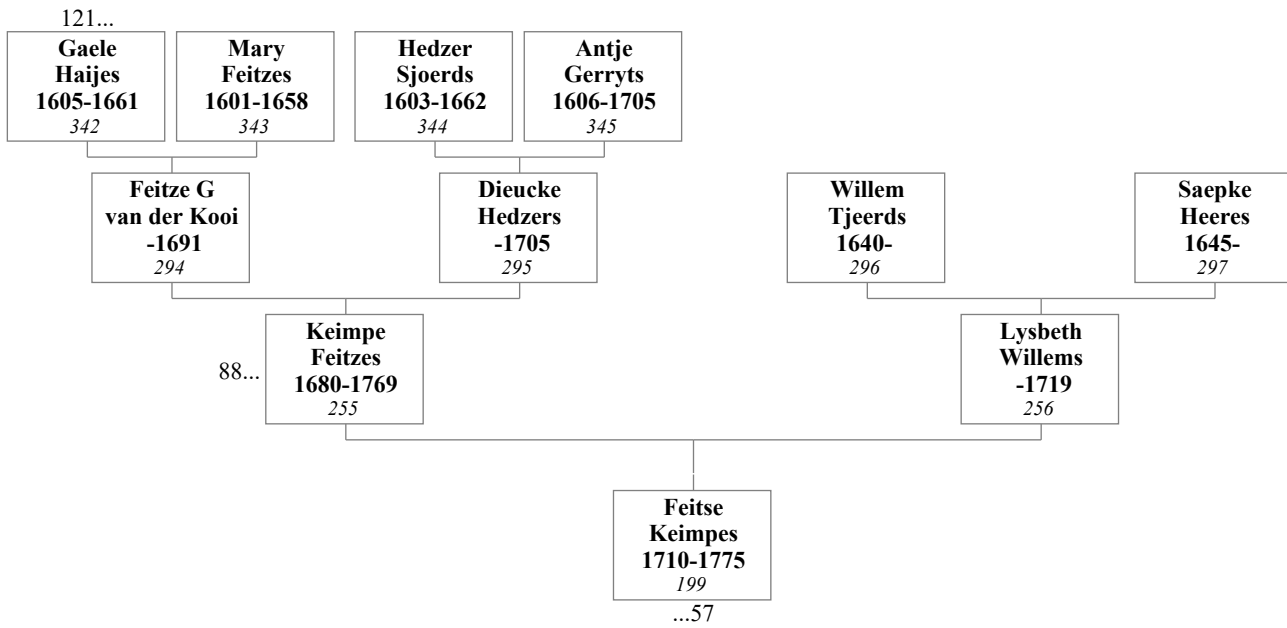 121...
Gaele
Haijes
1605-1661
342
Mary
Feitzes
1601-1658
343
Hedzer
Sjoerds
1603-1662
344
Antje
Gerryts
1606-1705
345
Feitze G
van der Kooi
-1691
294
Dieucke
Hedzers
-1705
295
Willem
Tjeerds
1640-
296
Saepke
Heeres
1645-
297
88...
Keimpe
Feitzes
1680-1769
255
Lysbeth
Willems
-1719
256
Feitse
Keimpes
1710-1775
199
...57